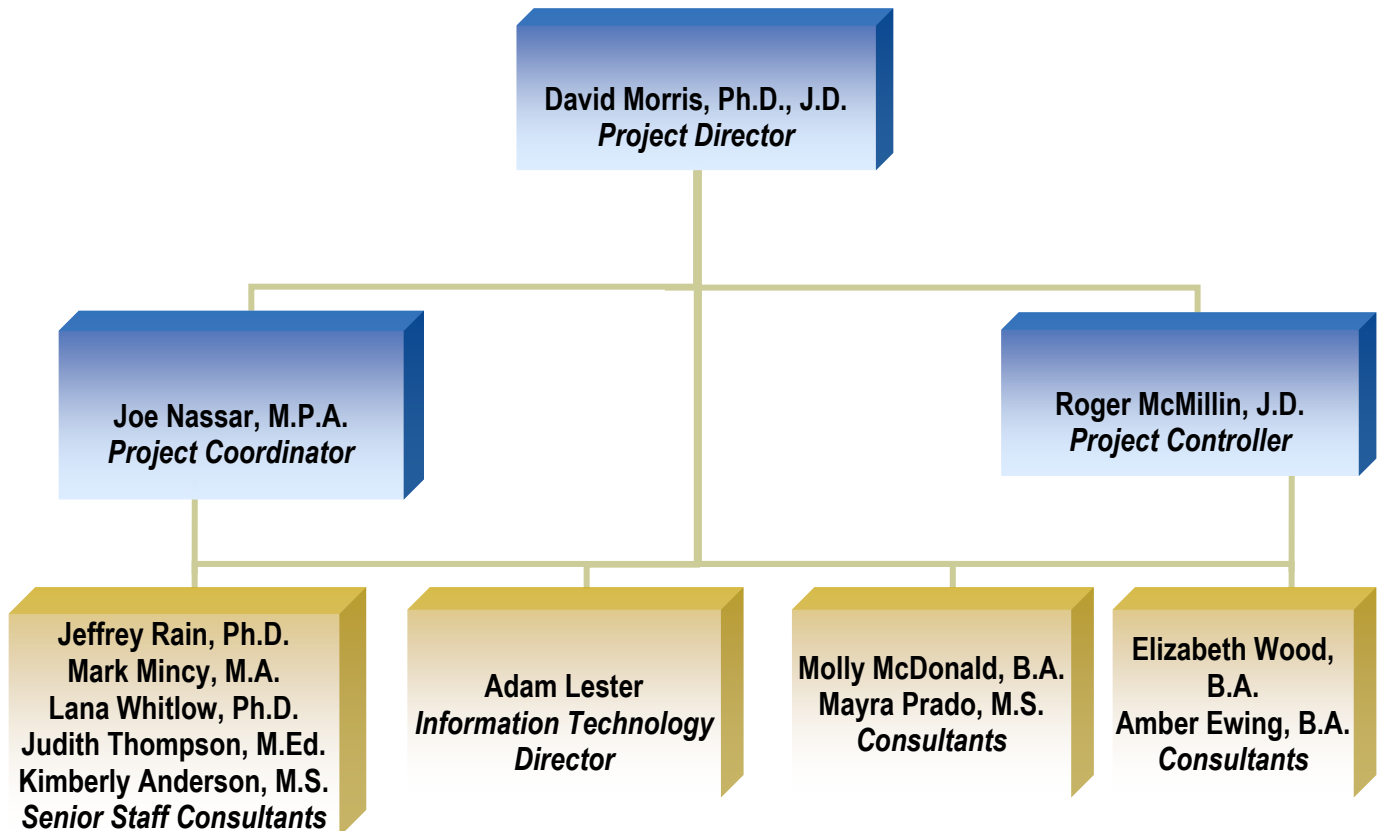 David Morris, Ph.D., J.D.
Project Director
Joe Nassar, M.P.A.
Project Coordinator
Roger McMillin, J.D.
Project Controller
Jeffrey Rain, Ph.D.
Mark Mincy, M.A.
Lana Whitlow, Ph.D.
Judith Thompson, M.Ed.
Kimberly Anderson, M.S.
Senior Staff Consultants
Adam Lester
Information Technology
Director
Molly McDonald, B.A.
Mayra Prado, M.S.
Consultants
Elizabeth Wood,
B.A.
Amber Ewing, B.A.
Consultants